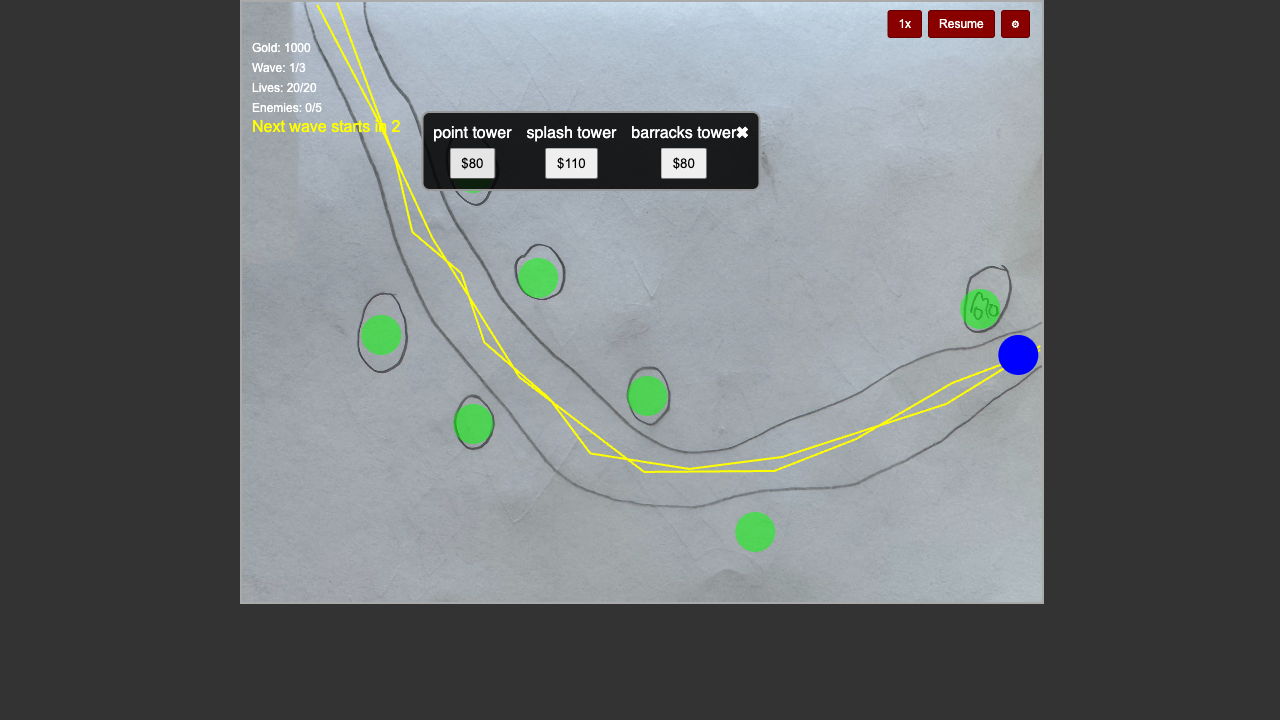 1x Resume ⚙
Gold: 1000
Wave: 1/3
Lives: 20/20
Enemies: 0/5
Next wave starts in 2
point tower splash tower barracks tower✖
$80 $110 $80